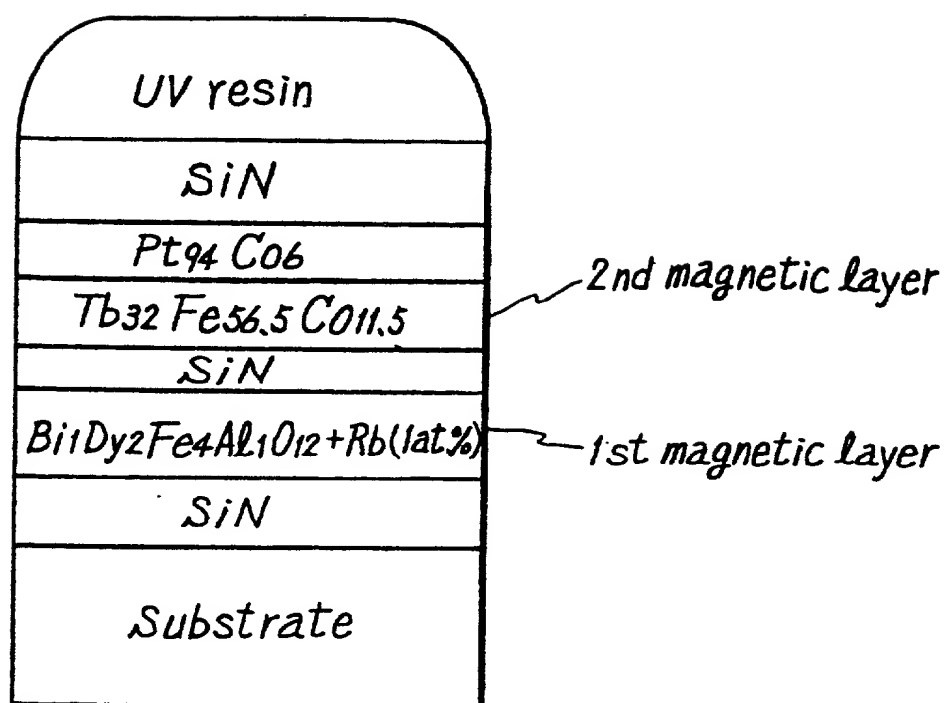 UV resin
SiN
Pt94 Co6
2nd magnetic layer
Tb32 Fe56.5 Co11.5
SiN
Bi1Dy2Fe4Al1O12+Rb(1at.%)
1st magnetic layer
SiN
Substrate